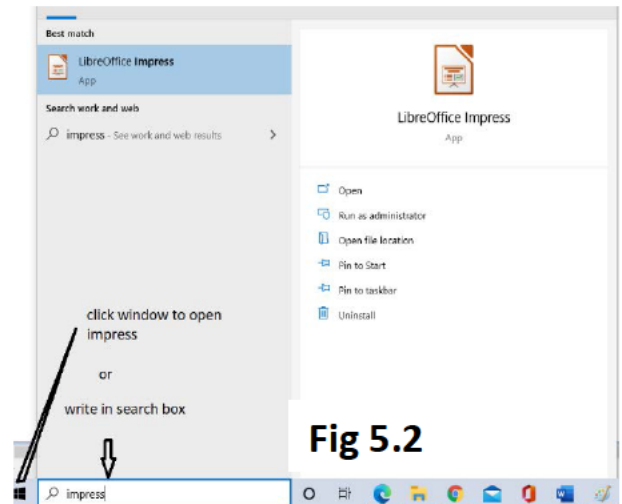 Best match
LibreOffice Impress
App
Search work and web
impress - See work and web results
LibreOffice Impress
App
Open
Run as administrator
Open file location
Pin to Start
Pin to taskbar
Uninstall
click window to open
impress
or
write in search box
Fig 5.2
impress